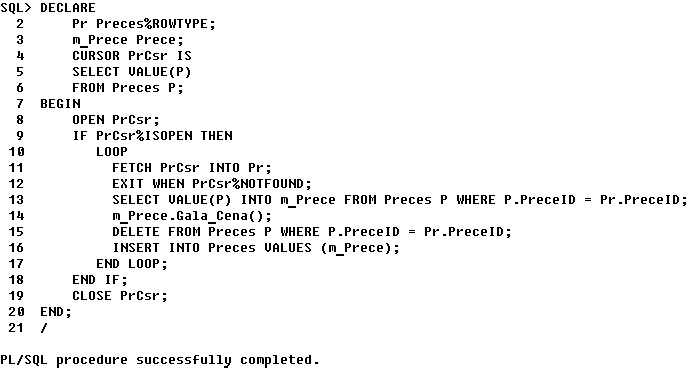 SQL> DECLARE
  2      Pr Preces%ROWTYPE;
  3      m_Prece Prece;
  4      CURSOR PrCsr IS
  5      SELECT VALUE(P)
  6      FROM Preces P;
  7  BEGIN
  8      OPEN PrCsr;
  9      IF PrCsr%ISOPEN THEN
 10         LOOP
 11           FETCH PrCsr INTO Pr;
 12           EXIT WHEN PrCsr%NOTFOUND;
 13           SELECT VALUE(P) INTO m_Prece FROM Preces P WHERE P.PreceID = Pr.PreceID;
 14           m_Prece.Gala_Cena();
 15           DELETE FROM Preces P WHERE P.PreceID = Pr.PreceID;
 16           INSERT INTO Preces VALUES (m_Prece);
 17         END LOOP;
 18      END IF;
 19      CLOSE PrCsr;
 20  END;
 21  /
PL/SQL procedure successfully completed.